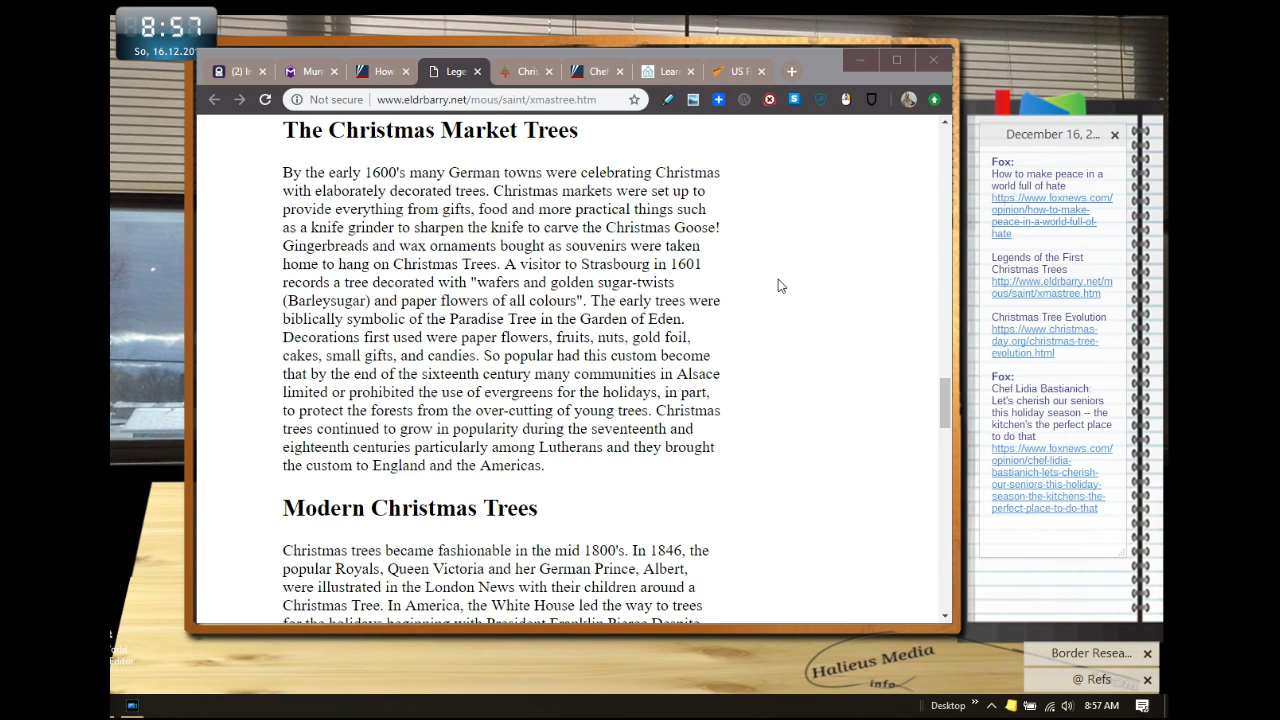 8:57
So, 16.12.20
(2) I
Mur
How
Lege
Chris
Chef
Lear
US F
Not secure
www.eldrbarry.net/mous/saint/xmastree.htm
The Christmas Market Trees
By the early 1600's many German towns were celebrating Christmas
with elaborately decorated trees. Christmas markets were set up to
provide everything from gifts, food and more practical things such
as a knife grinder to sharpen the knife to carve the Christmas Goose!
Gingerbreads and wax ornaments bought as souvenirs were taken
home to hang on Christmas Trees. A visitor to Strasbourg in 1601
records a tree decorated with "wafers and golden sugar-twists
(Barleysugar) and paper flowers of all colours". The early trees were
biblically symbolic of the Paradise Tree in the Garden of Eden.
Decorations first used were paper flowers, fruits, nuts, gold foil,
cakes, small gifts, and candies. So popular had this custom become
that by the end of the sixteenth century many communities in Alsace
limited or prohibited the use of evergreens for the holidays, in part,
to protect the forests from the over-cutting of young trees. Christmas
trees continued to grow in popularity during the seventeenth and
eighteenth centuries particularly among Lutherans and they brought
the custom to England and the Americas.
Modern Christmas Trees
Christmas trees became fashionable in the mid 1800's. In 1846, the
popular Royals, Queen Victoria and her German Prince, Albert,
were illustrated in the London News with their children around a
Christmas Tree. In America, the White House led the way to trees
for the holidays beginning with President Franklin Pierce Despite
December 16, 2...
Fox:
How to make peace in a
world full of hate
https://www.foxnews.com/
opinion/how-to-make-
peace-in-a-world-full-of-
hate
Legends of the First
Christmas Trees
http://www.eldrbarry.net/m
ous/saint/xmastree.htm
Christmas Tree Evolution
https://www.christmas-
day.org/christmas-tree-
evolution.html
Fox:
Chef Lidia Bastianich:
Let's cherish our seniors
this holiday season -- the
kitchen's the perfect place
to do that
https://www.foxnews.com/
opinion/chef-lidia-
bastianich-lets-cherish-
our-seniors-this-holiday-
season-the-kitchens-the-
perfect-place-to-do-that
orld
Editor
Halieus Media
info
Border Resea...
@ Refs
Desktop
8:57 AM